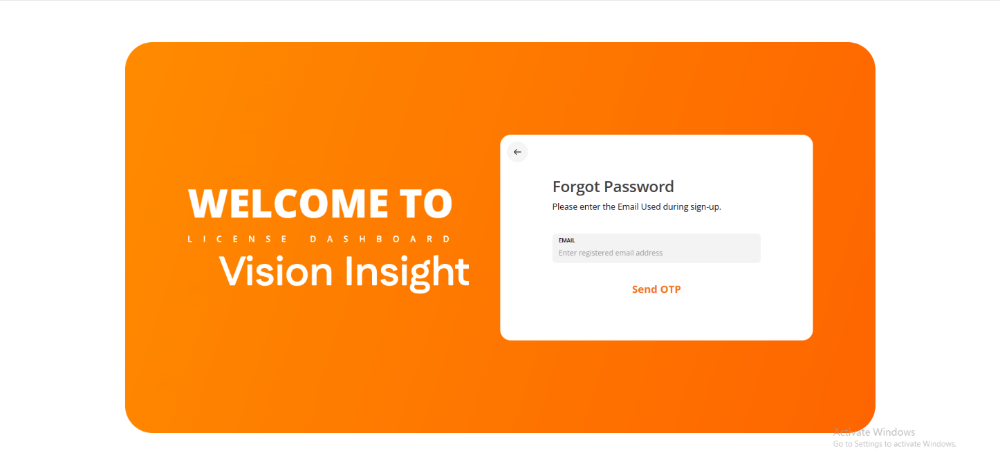 WELCOME TO
LICENSE DASHBOARD
Vision Insight
Forgot Password
Please enter the Email Used during sign-up.
EMAIL
Enter registered email address
Send OTP
Activate Windows
Go to Settings to activate Windows.